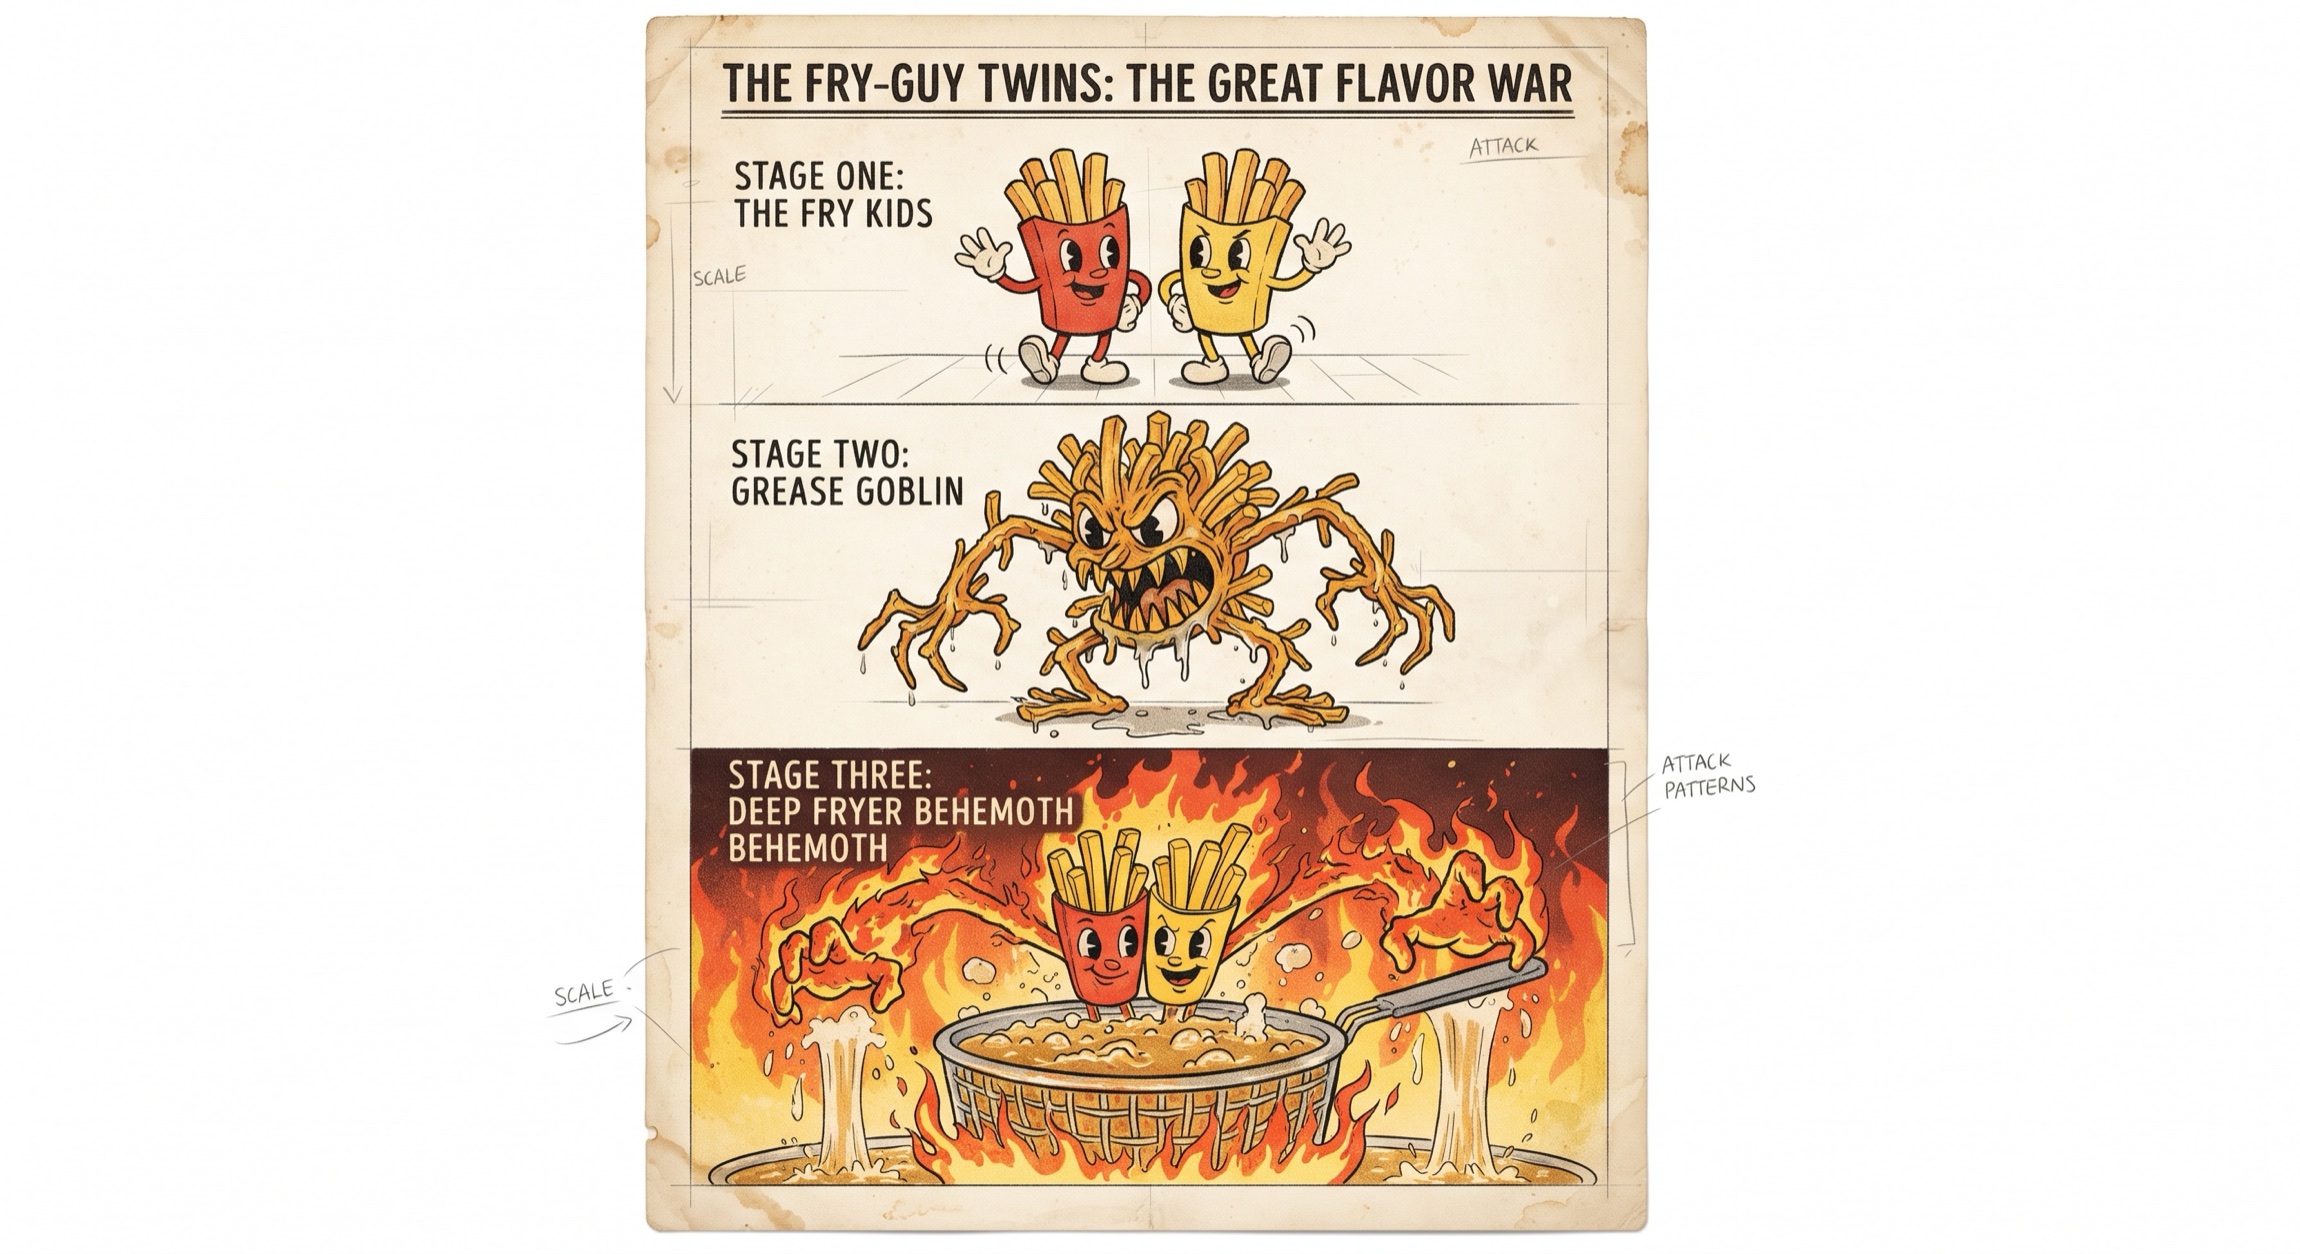 THE FRY-GUY TWINS: THE GREAT FLAVOR WAR
ATTACK
STAGE ONE:
THE FRY KIDS
SCALE
STAGE TWO:
GREASE GOBLIN
STAGE THREE:
DEEP FRYER BEHEMOTH
BEHEMOTH
ATTACK
PATTERNS
SCALE